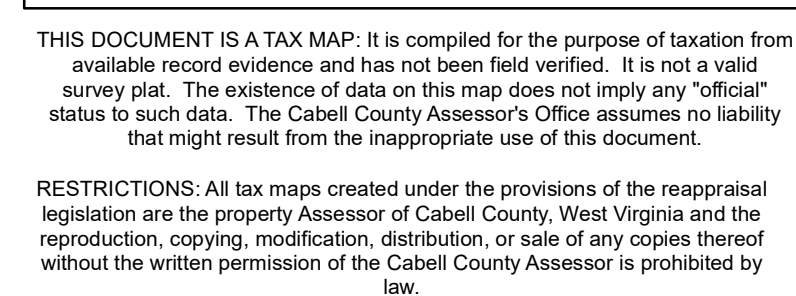 THIS DOCUMENT IS A TAX MAP: It is compiled for the purpose of taxation from
available record evidence and has not been field verified.  It is not a valid
survey plat.  The existence of data on this map does not imply any "official"
status to such data.  The Cabell County Assessor's Office assumes no liability
that might result from the inappropriate use of this document.
RESTRICTIONS: All tax maps created under the provisions of the reappraisal
legislation are the property Assessor of Cabell County, West Virginia and the
reproduction, copying, modification, distribution, or sale of any copies thereof
without the written permission of the Cabell County Assessor is prohibited by
law.